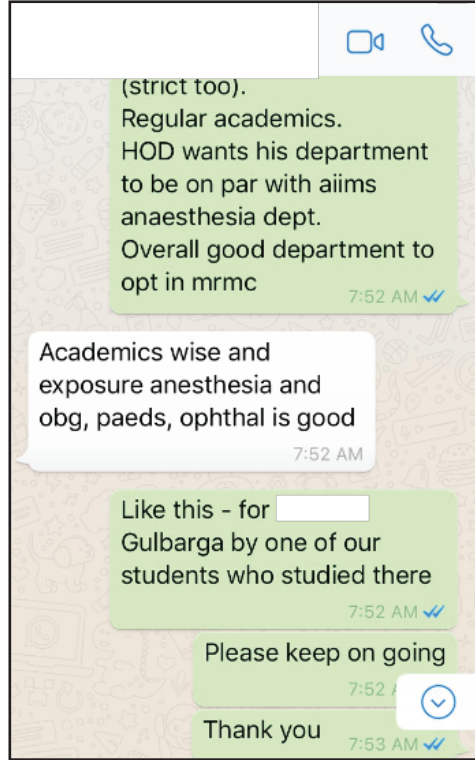 (strict too).
Regular academics.
HOD wants his department
to be on par with aiims
anaesthesia dept.
Overall good department to
opt in mrmc
7:52 AM
Academics wise and
exposure anesthesia and
obg, paeds, ophthal is good
7:52 AM
Like this - for
Gulbarga by one of our
students who studied there
7:52 AM
Please keep on going
7:52
Thank you
7:53 AM